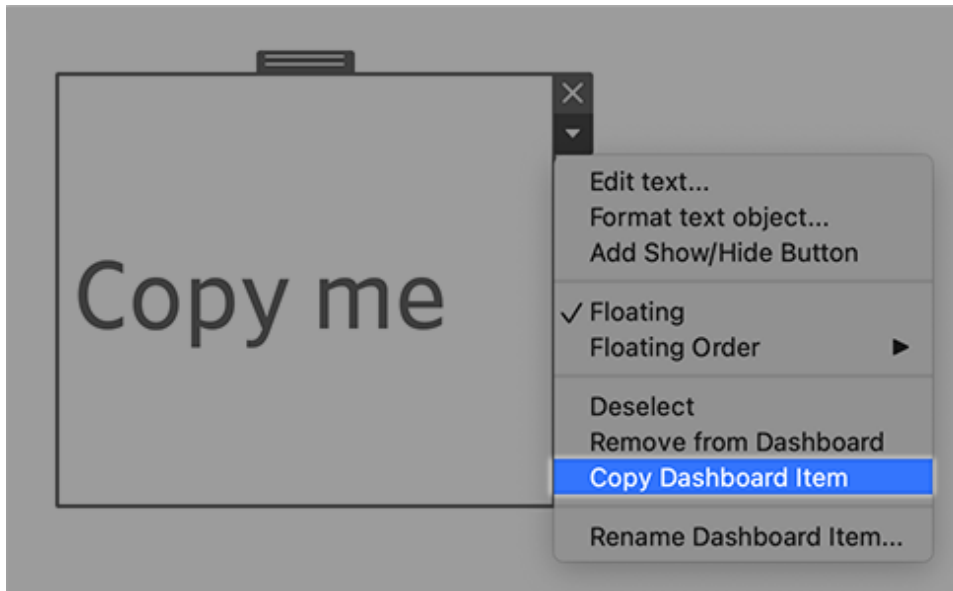 Copy me
Edit text...
Format text object...
Add Show/Hide Button
Floating
Floating Order
Deselect
Remove from Dashboard
Copy Dashboard Item
Rename Dashboard Item...